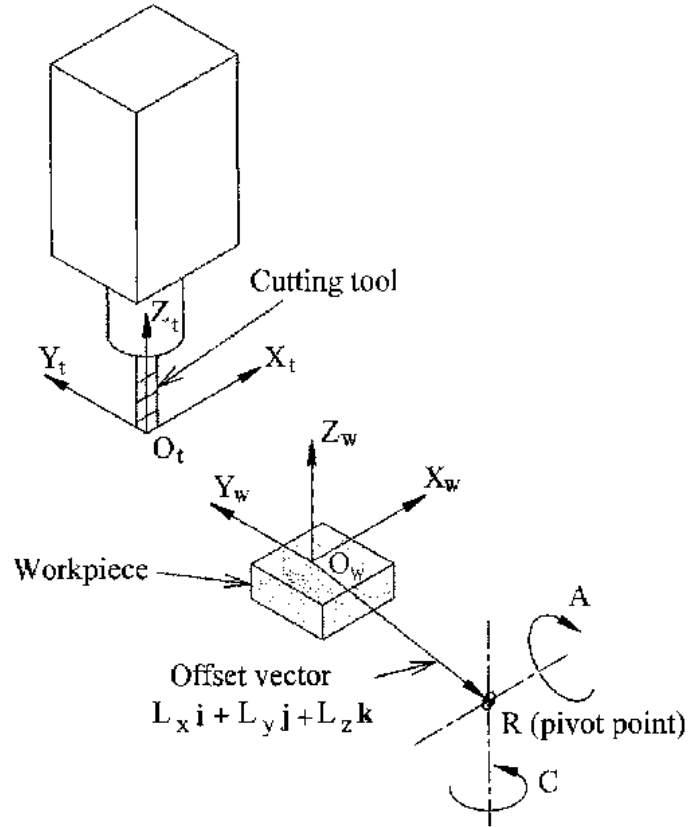 Cutting tool
Z_t
Y_t
X_t
O_t
Z_w
Y_w
X_w
O_w
Workpiece
A
Offset vector
L_x i + L_y j + L_z k
R (pivot point)
C